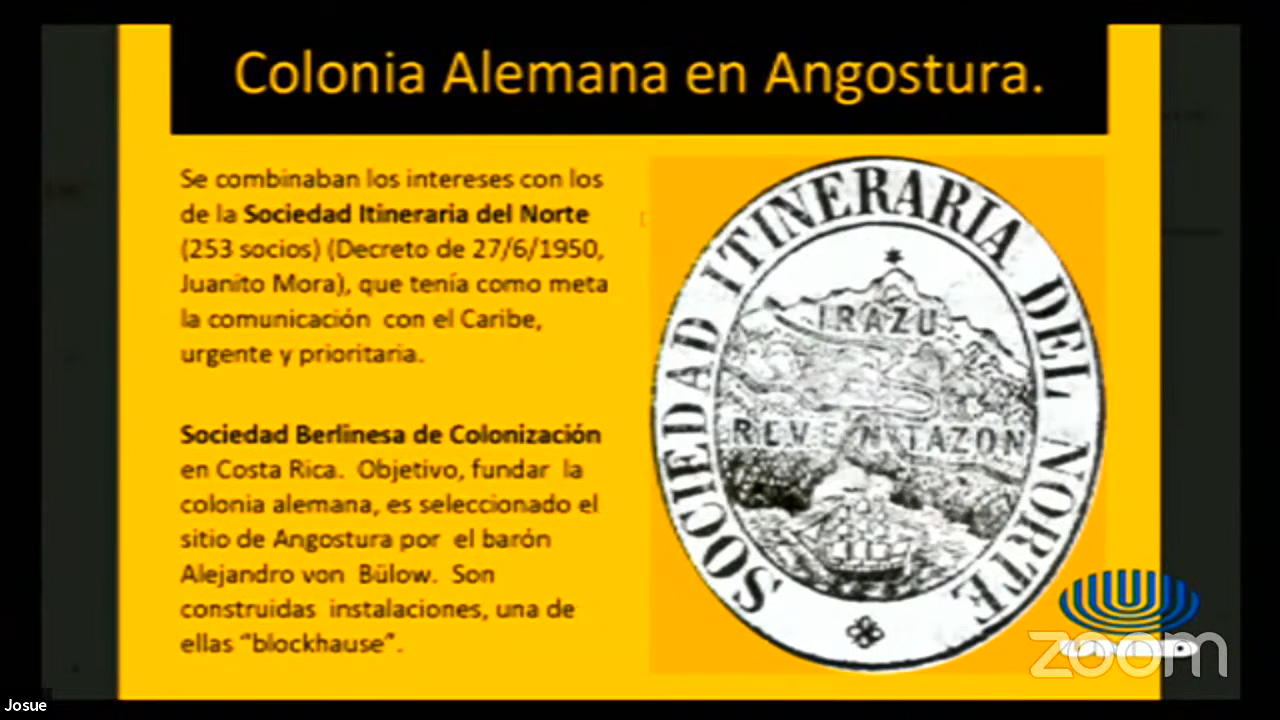 Colonia Alemana en Angostura.
Se combinaban los intereses con los
de la Sociedad Itineraria del Norte
(253 socios) (Decreto de 27/6/1950,
Juanito Mora), que tenía como meta
la comunicación con el Caribe,
urgente y prioritaria.
Sociedad Berlinesa de Colonización
en Costa Rica. Objetivo, fundar la
colonia alemana, es seleccionado el
sitio de Angostura por el barón
Alejandro von Bülow. Son
construidas instalaciones, una de
ellas “blockhause”.
SOCIEDAD ITINERARIA DEL NORTE
IRAZU
REVENTAZON
zoom
Josue